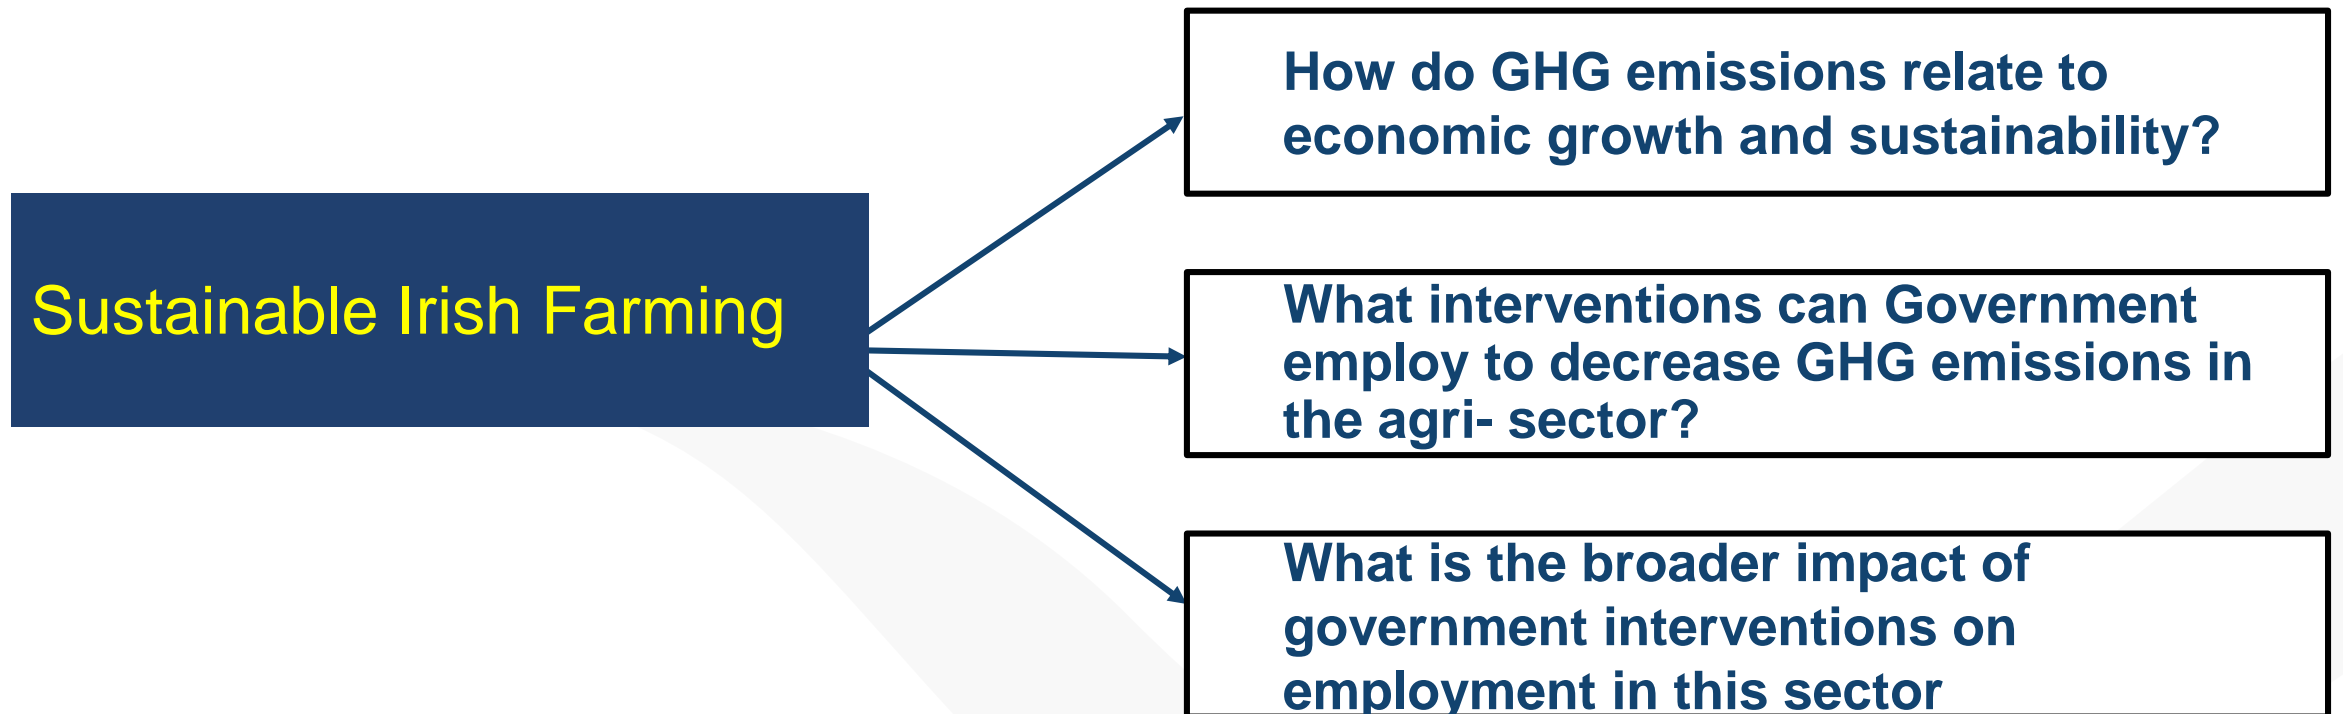 Sustainable Irish Farming
How do GHG emissions relate to
economic growth and sustainability?
What interventions can Government
employ to decrease GHG emissions in
the agri- sector?
What is the broader impact of
government interventions on
employment in this sector